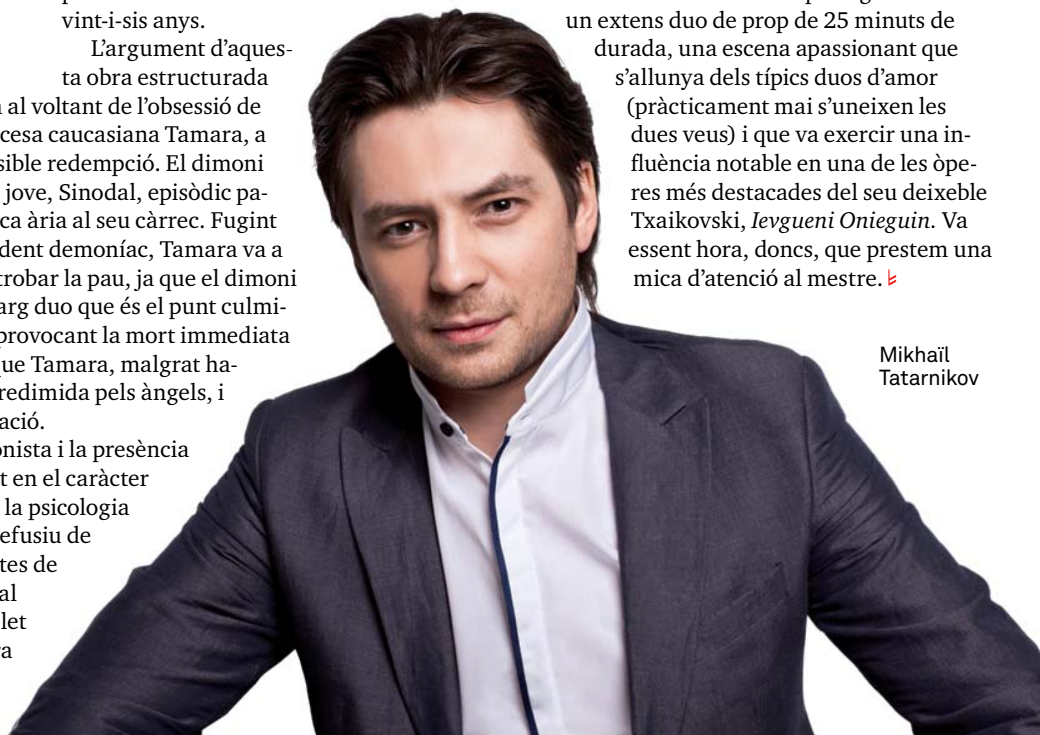 vint-i-sis anys.
L’argument d’aques-
ta obra estructurada
al voltant de l’obsessió de
cesa caucasiana Tamara, a
sible redempció. El dimoni
jove, Sinodal, episòdic pa-
ca ària al seu càrrec. Fugint
dent demoníac, Tamara va a
trobar la pau, ja que el dimoni
arg duo que és el punt culmi-
provocant la mort immediata
ue Tamara, malgrat ha-
redimida pels àngels, i
ació.
onista i la presència
t en el caràcter
la psicologia
efusiu de
tes de
al
let
ra
un extens duo de prop de 25 minuts de
durada, una escena apassionant que
s’allunya dels típics duos d’amor
(pràcticament mai s’uneixen les
dues veus) i que va exercir una in-
fluència notable en una de les òpe-
res més destacades del seu deixeble
Txaikovski, Ievgueni Onieguin. Va
essent hora, doncs, que prestem una
mica d’atenció al mestre.
Mikhaïl
Tatarnikov